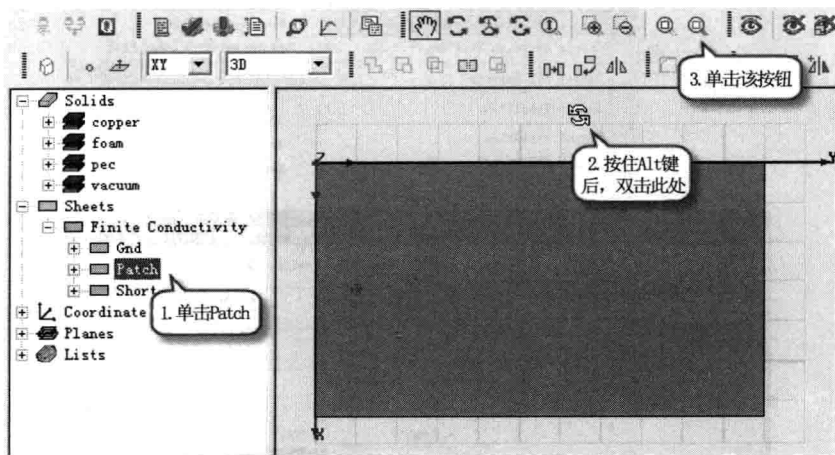 XY
3D
3. 单击该按钮
Solids
copper
foam
pec
vacuum
Sheets
Finite Conductivity
Gnd
Patch
Short
Coordinate
Planes
Lists
1. 单击Patch
Z
2. 按住Alt键
后，双击此处
X